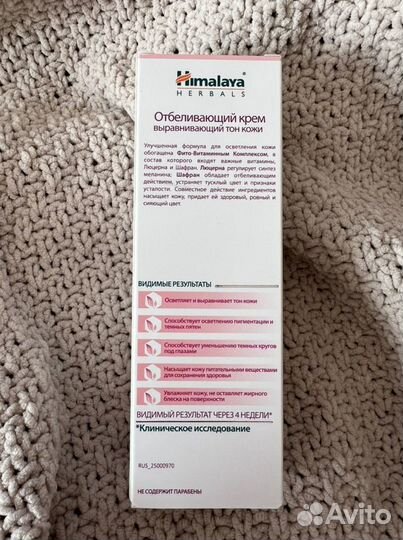 Himalaya
HERBALS
Отбеливающий крем
выравнивающий тон кожи
Улучшенная формула для осветления кожи
обогащена Фито-Витаминным Комплексом, в
состав которого входят важные витамины,
Люцерна и Шафран. Люцерна регулирует синтез
меланина; Шафран обладает отбеливающим
действием, устраняет тусклый цвет и признаки
усталости. Совместное действие ингредиентов
насыщает кожу, придает ей здоровый, ровный и
сияющий цвет.
ВИДИМЫЕ РЕЗУЛЬТАТЫ
Осветляет и выравнивает тон кожи
Способствует осветлению пигментации и
темных пятен
Способствует уменьшению темных кругов
под глазами
Насыщает кожу питательными веществами
для сохранения здоровья
Увлажняет кожу, не оставляет жирного
блеска на поверхности
ВИДИМЫЙ РЕЗУЛЬТАТ ЧЕРЕЗ 4 НЕДЕЛИ*
*Клиническое исследование
RUS_25000970
НЕ СОДЕРЖИТ ПАРАБЕНЫ
Avito